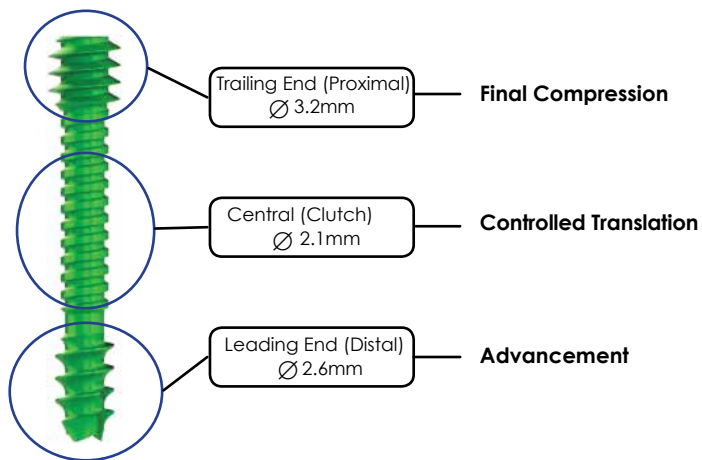 Trailing End (Proximal)
∅ 3.2mm
Final Compression
Central (Clutch)
∅ 2.1mm
Controlled Translation
Leading End (Distal)
∅ 2.6mm
Advancement